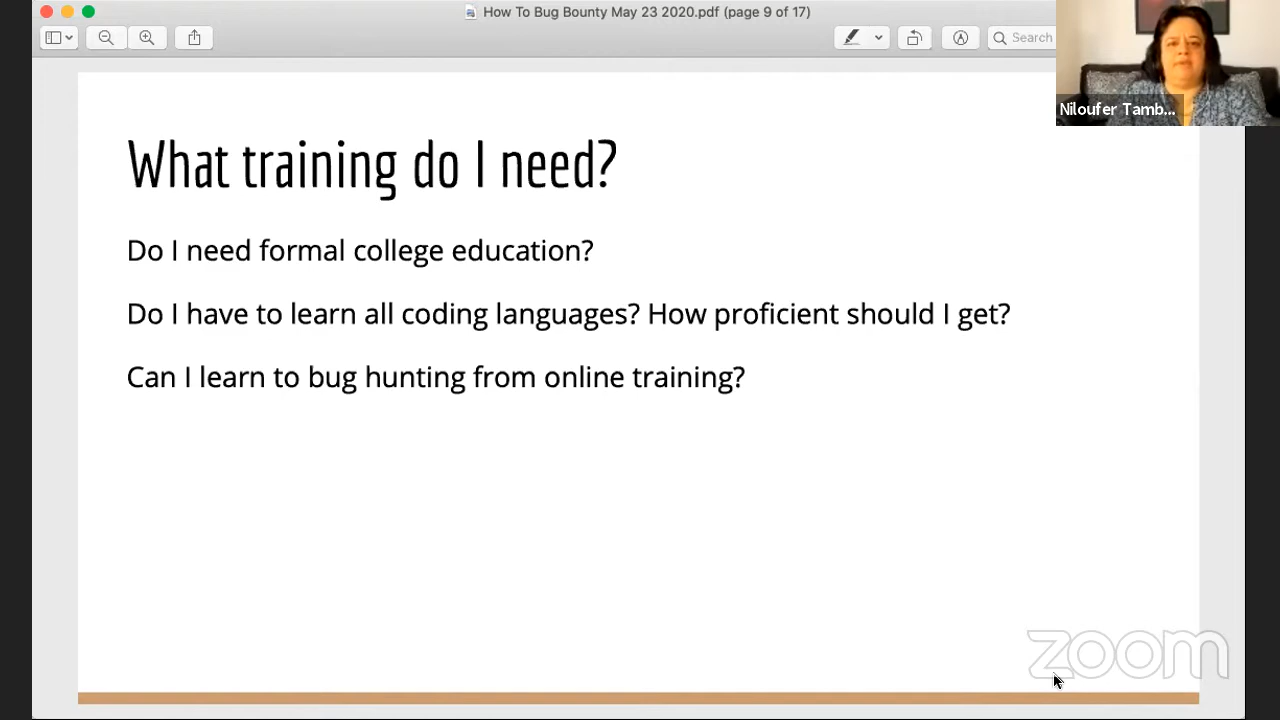 How To Bug Bounty May 23 2020.pdf (page 9 of 17)
Search
Niloufer Tamb...
What training do I need?
Do I need formal college education?
Do I have to learn all coding languages? How proficient should I get?
Can I learn to bug hunting from online training?
zoom